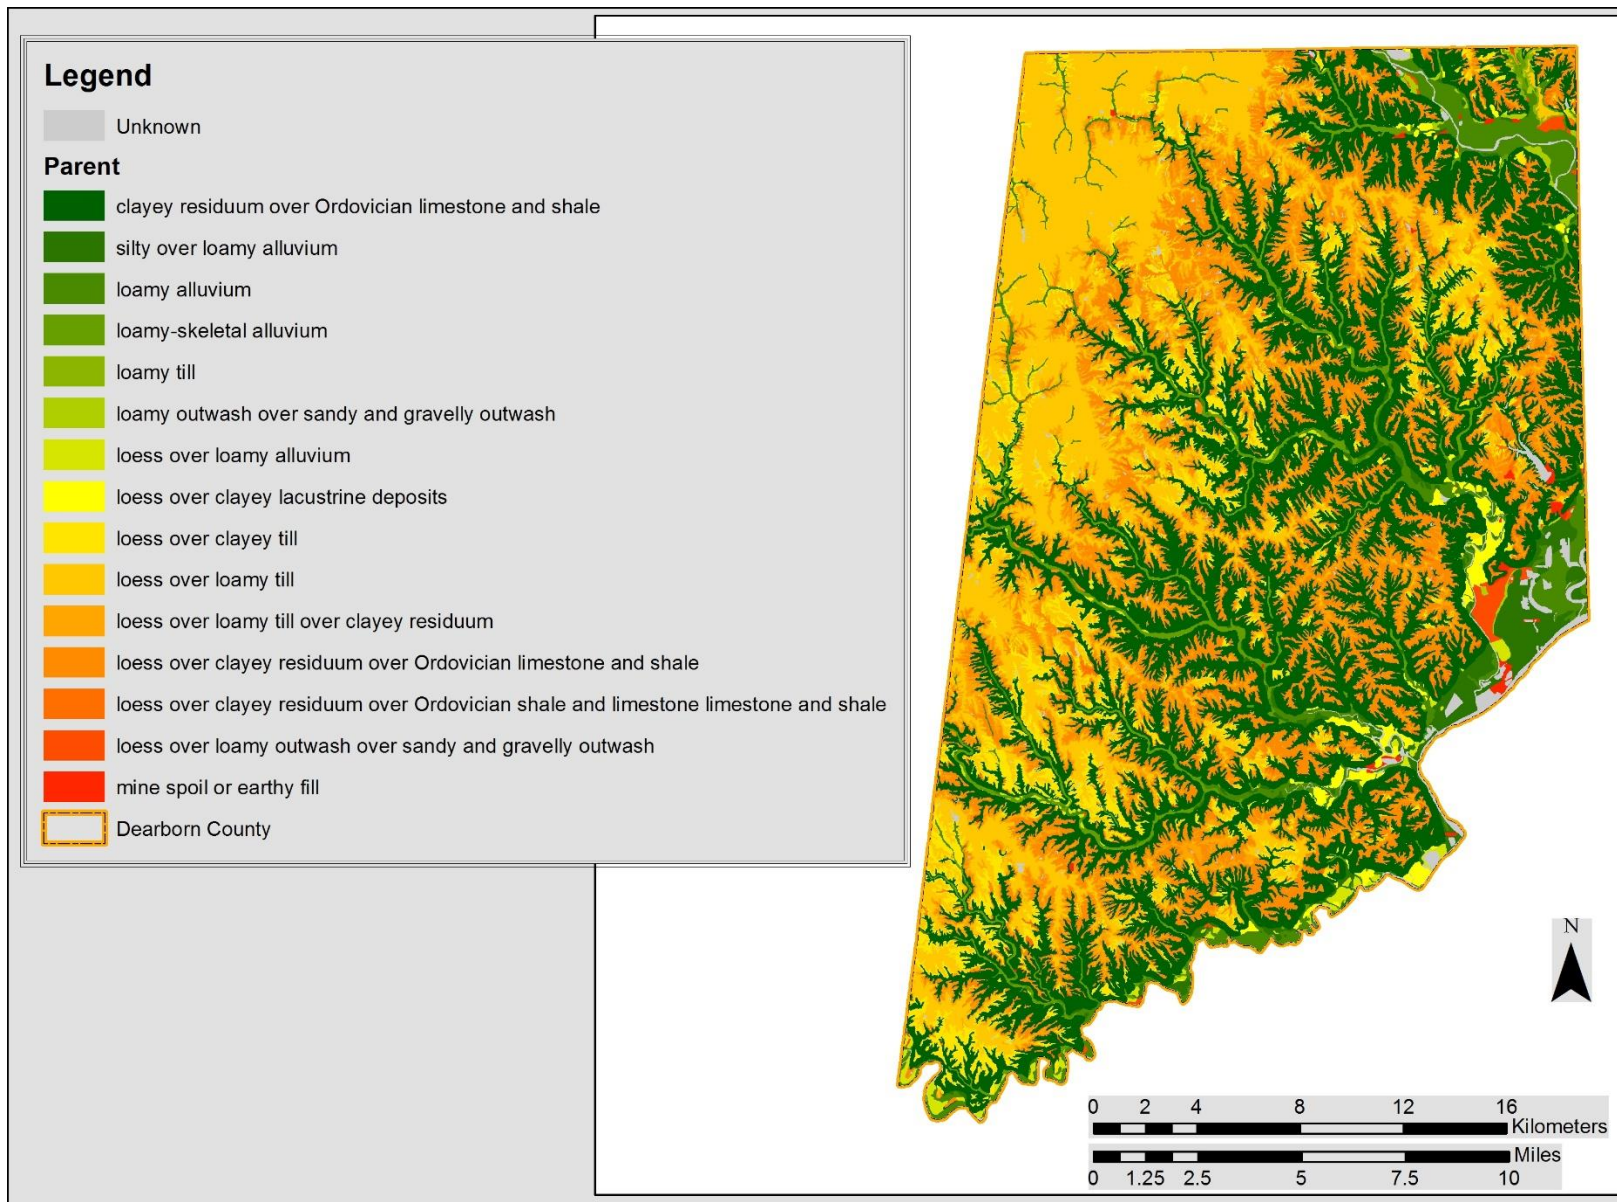 Legend
Unknown
Parent
clayey residuum over Ordovician limestone and shale
silty over loamy alluvium
loamy alluvium
loamy-skeletal alluvium
loamy till
loamy outwash over sandy and gravelly outwash
loess over loamy alluvium
loess over clayey lacustrine deposits
loess over clayey till
loess over loamy till
loess over loamy till over clayey residuum
loess over clayey residuum over Ordovician limestone and shale
loess over clayey residuum over Ordovician shale and limestone limestone and shale
loess over loamy outwash over sandy and gravelly outwash
mine spoil or earthy fill
Dearborn County
N
0 2 4 8 12 16
Kilometers
Miles
0 1.25 2.5 5 7.5 10